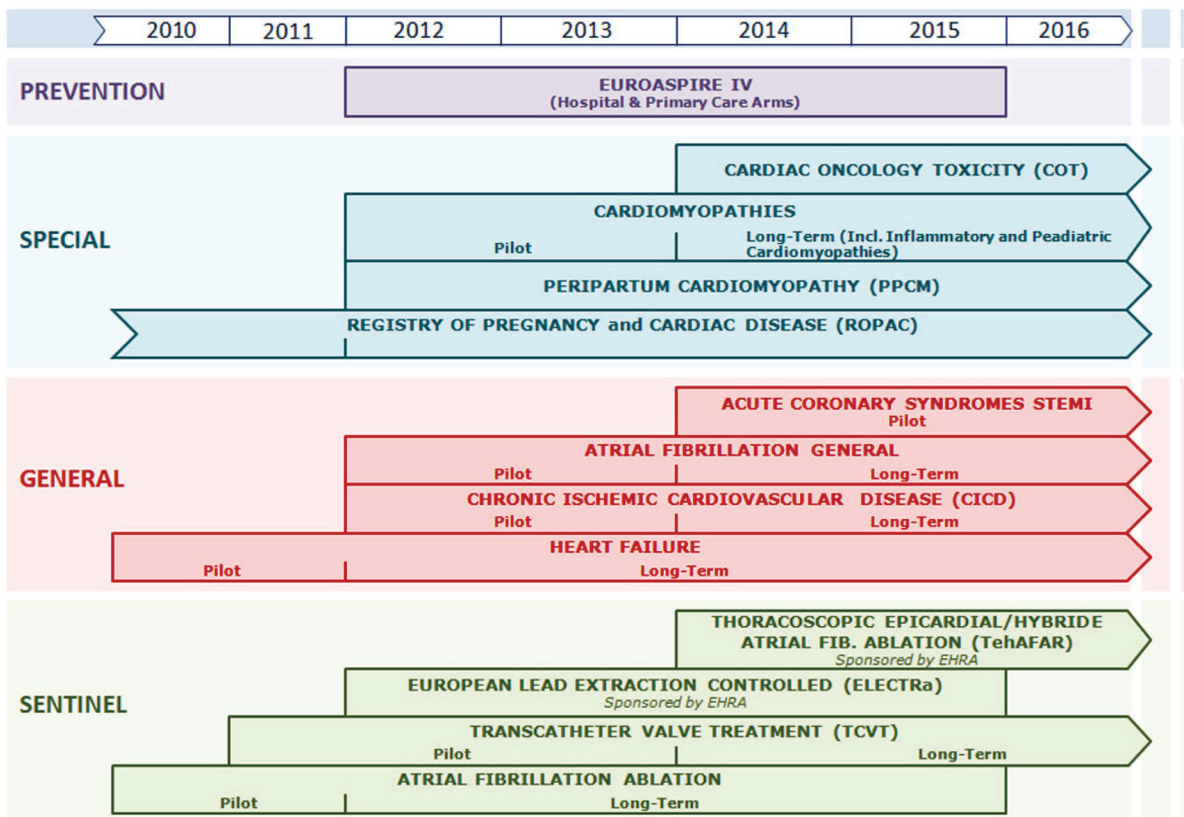 2010 2011 2012 2013 2014 2015 2016
PREVENTION
EUROASPIRE IV
(Hospital & Primary Care Arms)
SPECIAL
CARDIAC ONCOLOGY TOXICITY (COT)
CARDIOMYOPATHIES
Pilot
Long-Term (Incl. Inflammatory and Peadiatric
Cardiomyopathies)
PERIPARTUM CARDIOMYOPATHY (PPCM)
REGISTRY OF PREGNANCY and CARDIAC DISEASE (ROPAC)
GENERAL
ACUTE CORONARY SYNDROMES STEMI
Pilot
ATRIAL FIBRILLATION GENERAL
Pilot Long-Term
CHRONIC ISCHEMIC CARDIOVASCULAR DISEASE (CICD)
Pilot Long-Term
HEART FAILURE
Pilot Long-Term
SENTINEL
THORACOSCOPIC EPICARDIAL/HYBRIDE
ATRIAL FIB. ABLATION (TehAFAR)
Sponsored by EHRA
EUROPEAN LEAD EXTRACTION CONTROLLED (ELECTRa)
Sponsored by EHRA
TRANSCATHETER VALVE TREATMENT (TCVT)
Pilot Long-Term
ATRIAL FIBRILLATION ABLATION
Pilot Long-Term